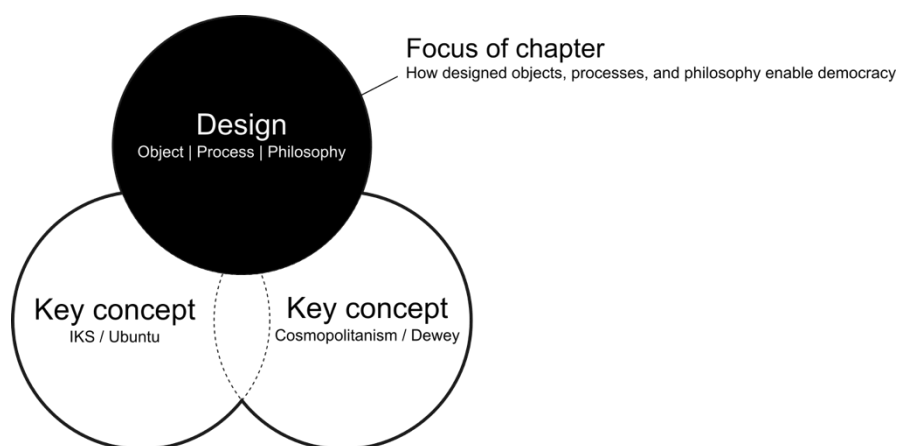 Focus of chapter
How designed objects, processes, and philosophy enable democracy
Design
Object | Process | Philosophy
Key concept
IKS / Ubuntu
Key concept
Cosmopolitanism / Dewey